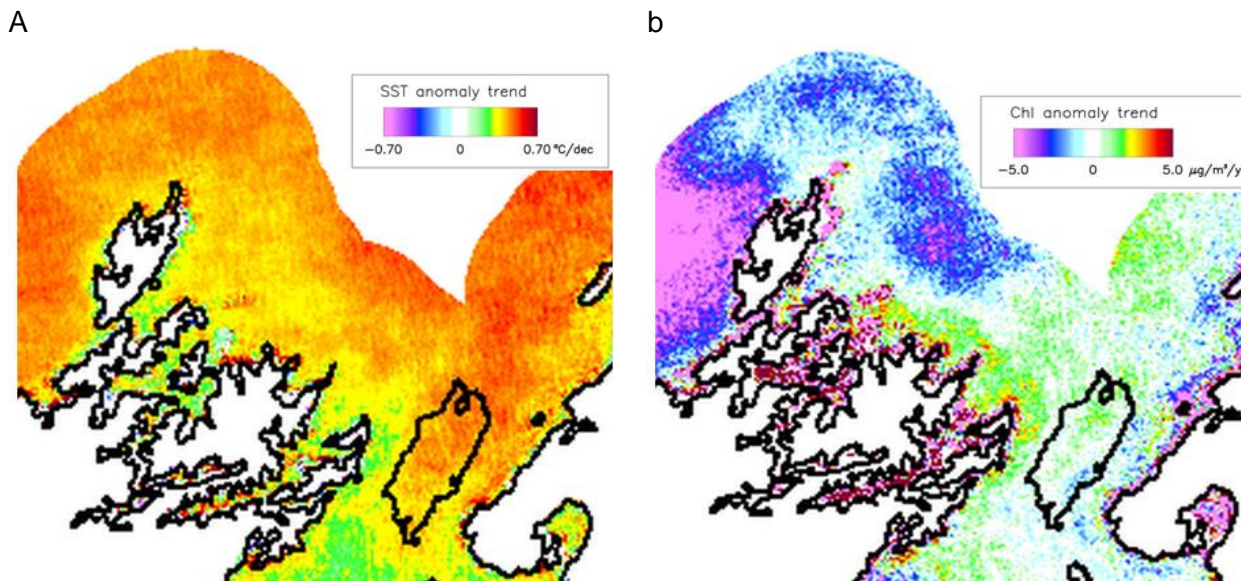 A
b
SST anomaly trend
−0.70 0 0.70 °C/dec
Chl anomaly trend
−5.0 0 5.0 µg/m³/y